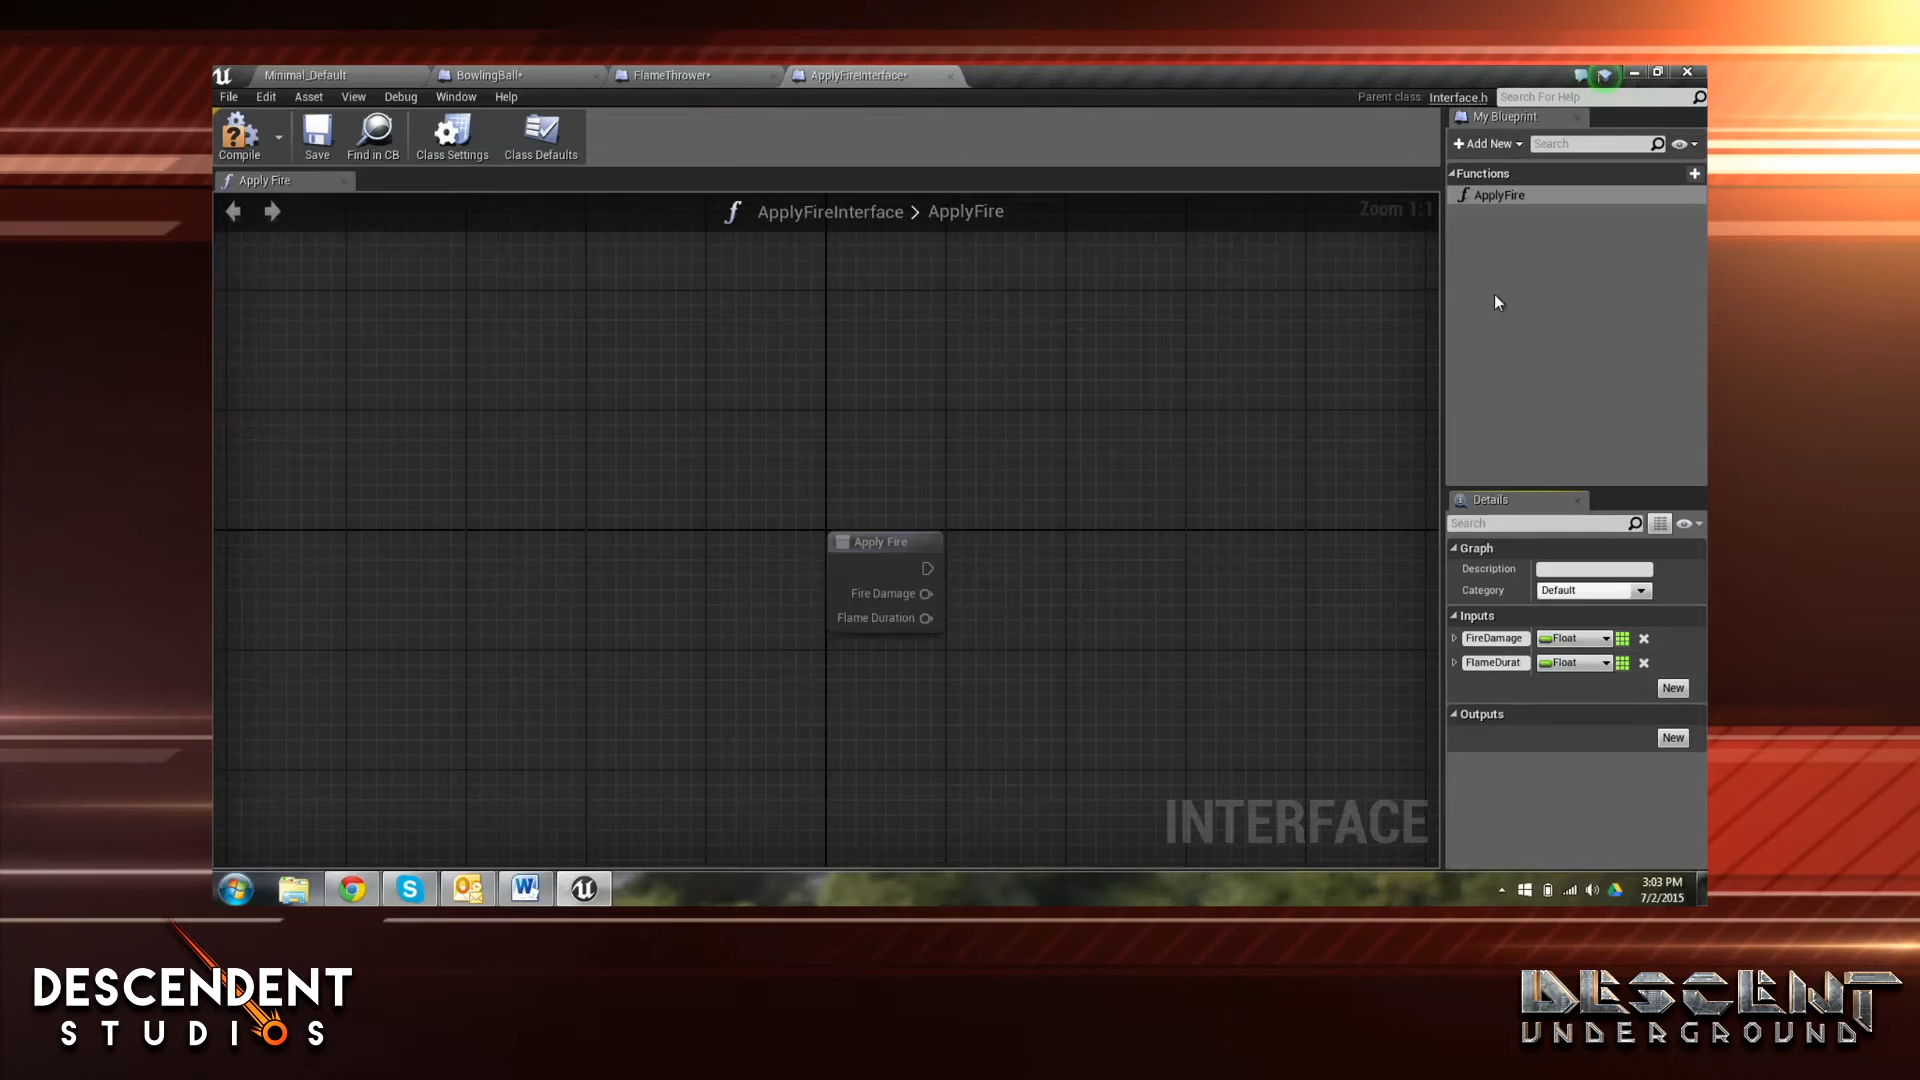 Minimal_Default
BowlingBall*
FlameThrower*
ApplyFireInterface*
File
Edit
Asset
View
Debug
Window
Help
Parent class: Interface.h
Search For Help
Compile
Save
Find in CB
Class Settings
Class Defaults
My Blueprint
+ Add New
Search
Functions
ApplyFire
Apply Fire
ApplyFireInterface > ApplyFire
Zoom 1:1
Apply Fire
Fire Damage
Flame Duration
INTERFACE
Details
Search
Graph
Description
Category
Default
Inputs
FireDamage
Float
FlameDurat
Float
New
Outputs
New
3:03 PM
7/2/2015
DESCENDENT
STUDIOS
DESCENT
UNDERGROUND